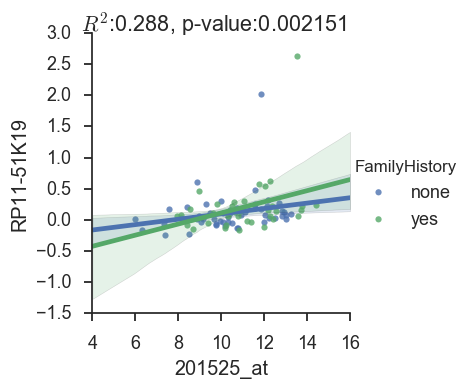 R²:0.288, p-value:0.002151
3.0
2.5
2.0
1.5
1.0
0.5
0.0
−0.5
−1.0
−1.5
RP11-51K19
4 6 8 10 12 14 16
201525_at
FamilyHistory
none
yes